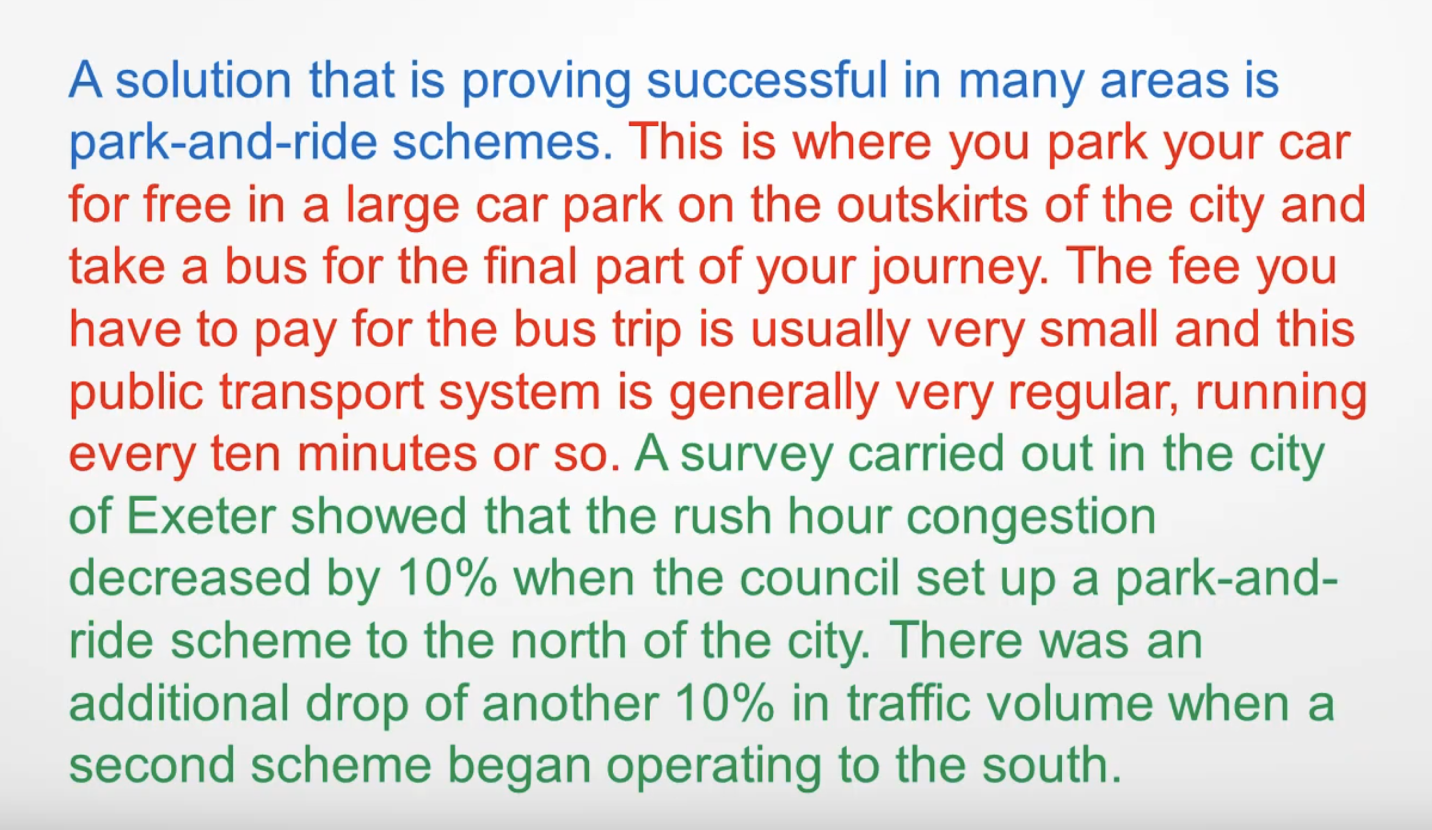 A solution that is proving successful in many areas is
park-and-ride schemes. This is where you park your car
for free in a large car park on the outskirts of the city and
take a bus for the final part of your journey. The fee you
have to pay for the bus trip is usually very small and this
public transport system is generally very regular, running
every ten minutes or so. A survey carried out in the city
of Exeter showed that the rush hour congestion
decreased by 10% when the council set up a park-and-
ride scheme to the north of the city. There was an
additional drop of another 10% in traffic volume when a
second scheme began operating to the south.